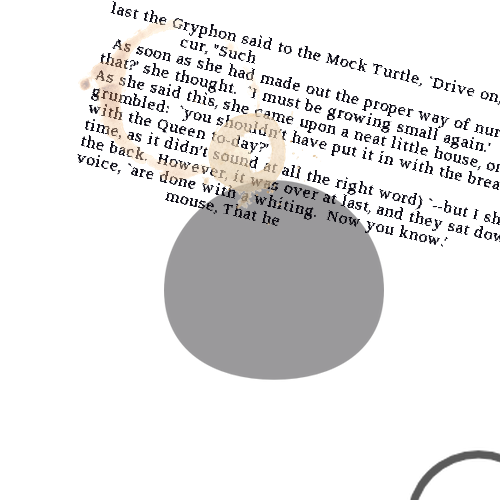 last the Gryphon said to the Mock Turtle, `Drive on,
cur, "Such
As soon as she had made out the proper way of nur
that?' she thought. `I must be growing small again.'
As she said this, she came upon a neat little house, on
grumbled: `you shouldn't have put it in with the brea
with the Queen to-day?'
time, as it didn't sound at all the right word) `--but I sh
the back. However, it was over at last, and they sat dow
voice, `are done with a whiting. Now you know.'
mouse, That he